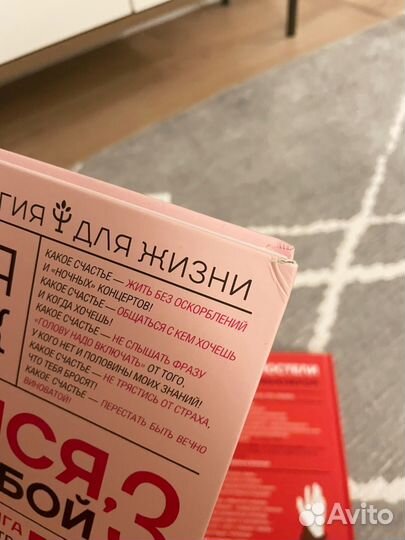 ГИЯ ДЛЯ ЖИЗНИ
Я
КАКОЕ СЧАСТЬЕ — ЖИТЬ БЕЗ ОСКОРБЛЕНИЙ
И «НОЧНЫХ» КОНЦЕРТОВ!
КАКОЕ СЧАСТЬЕ — ОБЩАТЬСЯ С КЕМ ХОЧЕШЬ
И КОГДА ХОЧЕШЬ!
КАКОЕ СЧАСТЬЕ — НЕ СЛЫШАТЬ ФРАЗУ
«ГОЛОВУ НАДО ВКЛЮЧАТЬ» ОТ ТОГО,
У КОГО НЕТ И ПОЛОВИНЫ МОИХ ЗНАНИЙ!
КАКОЕ СЧАСТЬЕ — НЕ ТРЯСТИСЬ ОТ СТРАХА,
ЧТО ТЕБЯ БРОСЯТ!
КАКОЕ СЧАСТЬЕ — ПЕРЕСТАТЬ БЫТЬ ВЕЧНО
ВИНОВАТОЙ!
СЯ, З
БОЙ
ГА
Avito